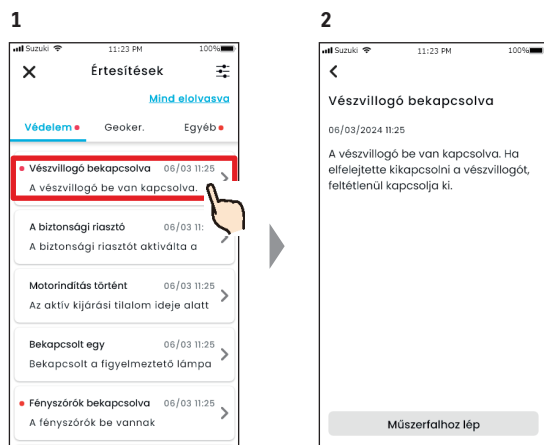 1
Suzuki 11:23 PM 100%
Értesítések
Mind elolvasva
Védelem Geoker. Egyéb
Vészvillogó bekapcsolva 06/03 11:25
A vészvillogó be van kapcsolva.
A biztonsági riasztó 06/03 11:
A biztonsági riasztót aktiválta a
Motorindítás történt 06/03 11:25
Az aktív kijárási tilalom ideje alatt
Bekapcsolt egy 06/03 11:25
Bekapcsolt a figyelmeztető lámpa
Fényszórók bekapcsolva 06/03 11:25
A fényszórók be vannak
2
Suzuki 11:23 PM 100%
Vészvillogó bekapcsolva
06/03/2024 11:25
A vészvillogó be van kapcsolva. Ha
elfelejtette kikapcsolni a vészvillogót,
feltétlenül kapcsolja ki.
Műszerfalhoz lép